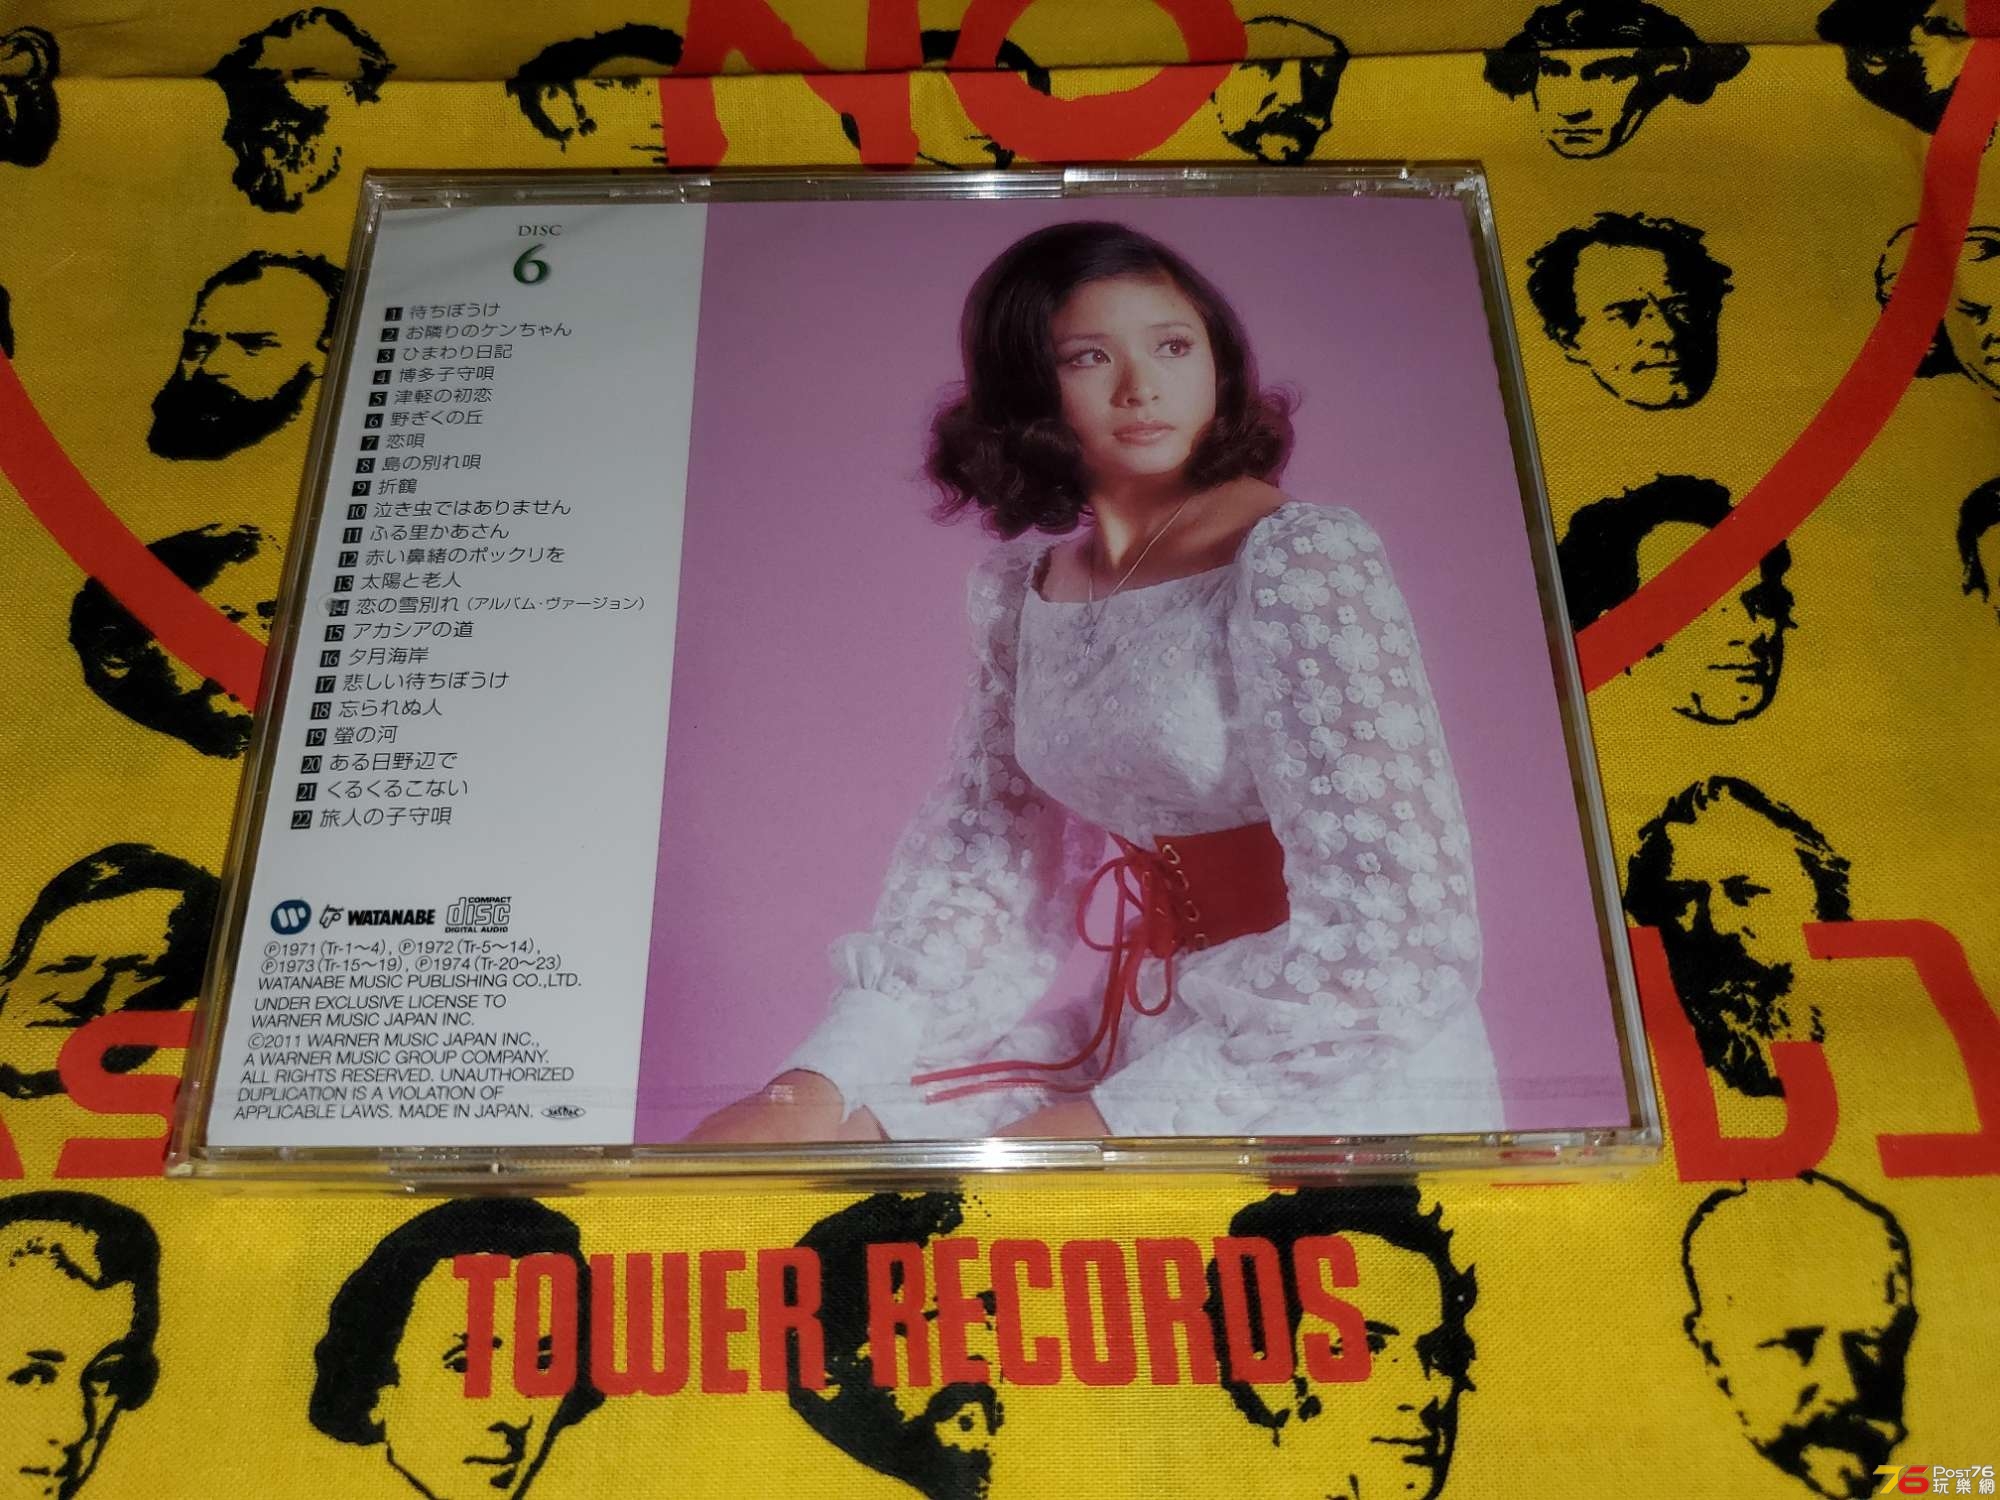 NO
DISC
6
1 待ちぼうけ
2 お隣りのケンちゃん
3 ひまわり日記
4 博多子守唄
5 津軽の初恋
6 野ぎくの丘
7 恋唄
8 島の別れ唄
9 折鶴
10 泣き虫ではありません
11 ふる里かあさん
12 赤い鼻緒のポックリを
13 太陽と老人
14 恋の雪別れ（アルバム・ヴァージョン）
15 アカシアの道
16 夕月海岸
17 悲しい待ちぼうけ
18 忘られぬ人
19 螢の河
20 ある日野辺で
21 くるくるこない
22 旅人の子守唄
WATANABE COMPACT disc DIGITAL AUDIO
Ⓟ1971（Tr-1〜4）, Ⓟ1972（Tr-5〜14）,
Ⓟ1973（Tr-15〜19）, Ⓟ1974（Tr-20〜23）
WATANABE MUSIC PUBLISHING CO.,LTD.
UNDER EXCLUSIVE LICENSE TO
WARNER MUSIC JAPAN INC.
©2011 WARNER MUSIC JAPAN INC.,
A WARNER MUSIC GROUP COMPANY.
ALL RIGHTS RESERVED. UNAUTHORIZED
DUPLICATION IS A VIOLATION OF
APPLICABLE LAWS. MADE IN JAPAN. JASRAC
TOWER RECORDS
76 POST76
玩樂網